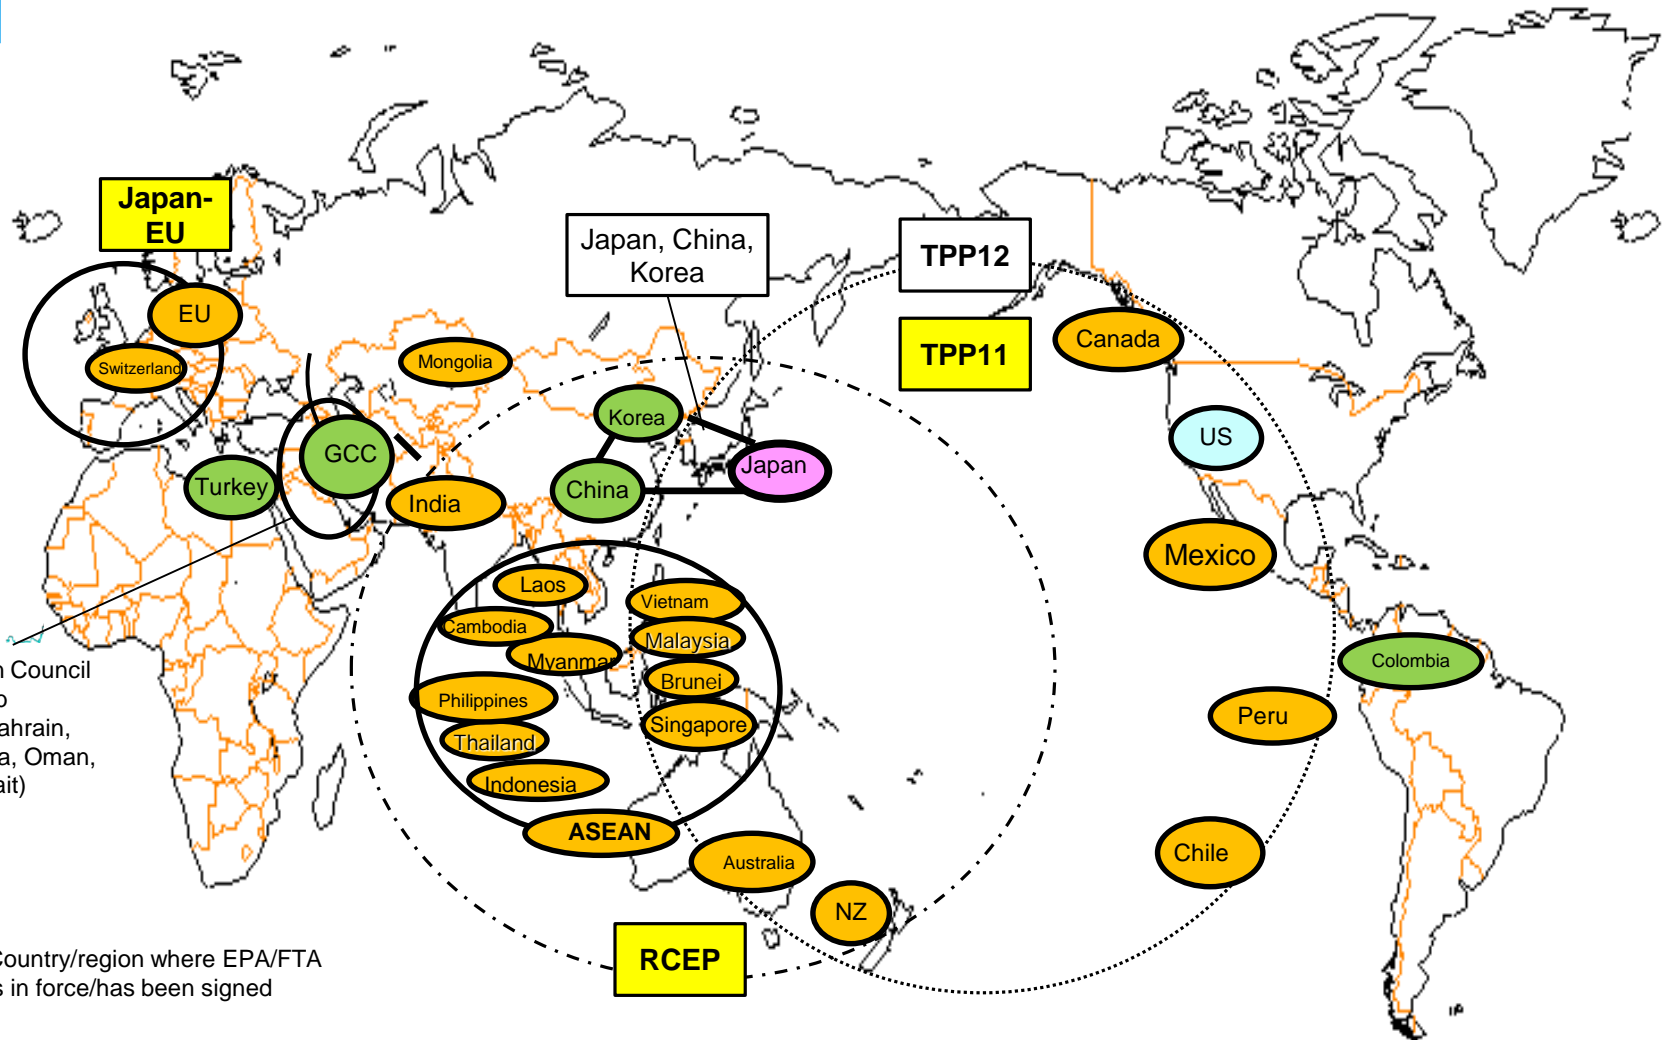 Japan-
EU
Japan, China,
Korea
TPP12
TPP11
EU
Switzerland
Mongolia
Canada
Korea
US
GCC
Japan
Turkey
India
China
Mexico
Laos
Vietnam
Cambodia
Malaysia
Myanmar
Colombia
Brunei
Philippines
Peru
Singapore
Thailand
Indonesia
ASEAN
Australia
Chile
NZ
RCEP
Council
Bahrain,
Oman,
Country/region where EPA/FTA
in force/has been signed